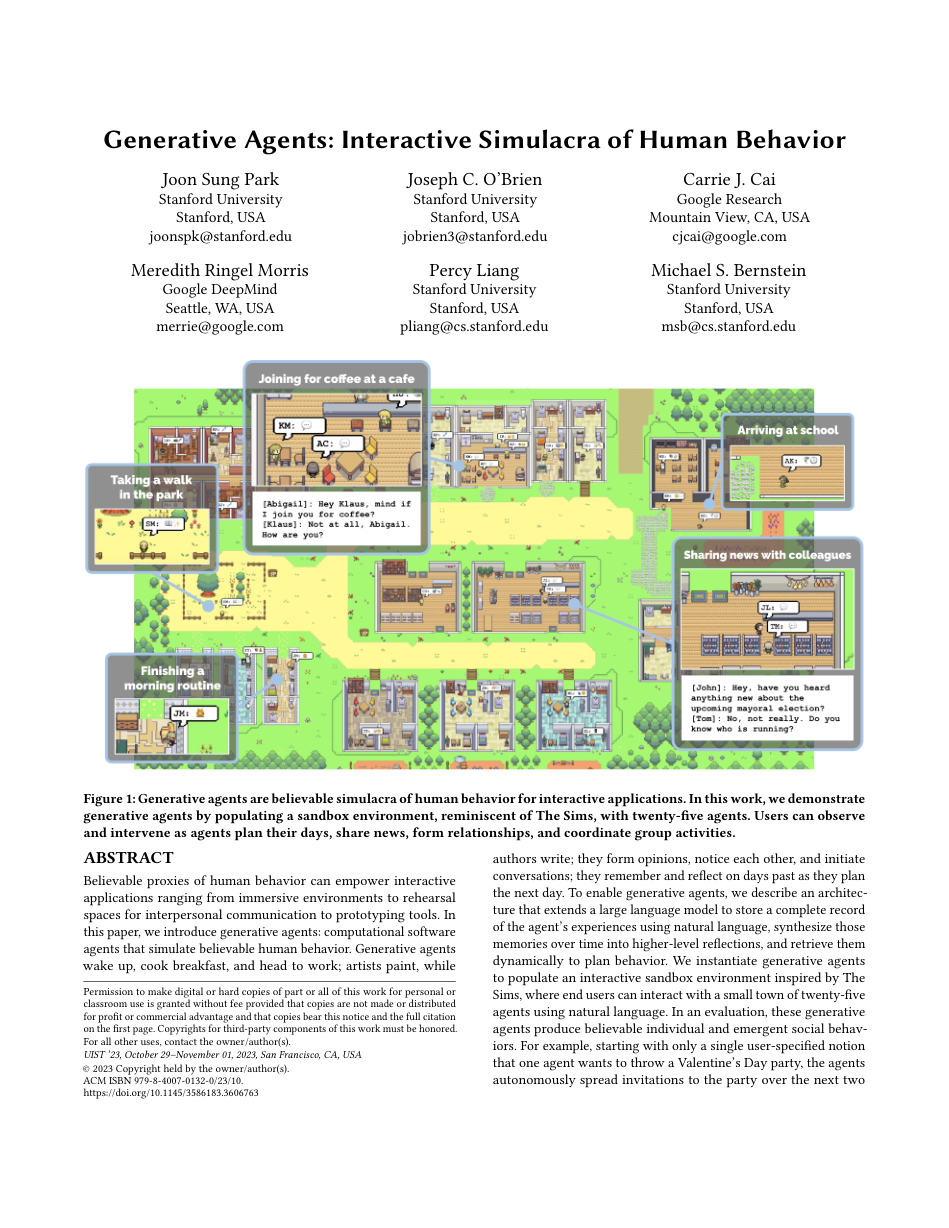 Generative Agents: Interactive Simulacra of Human Behavior
Joon Sung Park
Stanford University
Stanford, USA
joonspk@stanford.edu
Joseph C. O'Brien
Stanford University
Stanford, USA
jobrien3@stanford.edu
Carrie J. Cai
Google Research
Mountain View, CA, USA
cjcai@google.com
Meredith Ringel Morris
Google DeepMind
Seattle, WA, USA
merrie@google.com
Percy Liang
Stanford University
Stanford, USA
pliang@cs.stanford.edu
Michael S. Bernstein
Stanford University
Stanford, USA
msb@cs.stanford.edu
Joining for coffee at a cafe
KM:
AC:
[Abigail]: Hey Klaus, mind if
I join you for coffee?
[Klaus]: Not at all, Abigail.
How are you?
Arriving at school
AK:
Taking a walk
in the park
SM:
Sharing news with colleagues
JL:
TM:
[John]: Hey, have you heard
anything new about the
upcoming mayoral election?
[Tom]: No, not really. Do you
know who is running?
Finishing a
morning routine
JM:
Figure 1: Generative agents are believable simulacra of human behavior for interactive applications. In this work, we demonstrate
generative agents by populating a sandbox environment, reminiscent of The Sims, with twenty-five agents. Users can observe
and intervene as agents plan their days, share news, form relationships, and coordinate group activities.
ABSTRACT
Believable proxies of human behavior can empower interactive
applications ranging from immersive environments to rehearsal
spaces for interpersonal communication to prototyping tools. In
this paper, we introduce generative agents: computational software
agents that simulate believable human behavior. Generative agents
wake up, cook breakfast, and head to work; artists paint, while
Permission to make digital or hard copies of part or all of this work for personal or
classroom use is granted without fee provided that copies are not made or distributed
for profit or commercial advantage and that copies bear this notice and the full citation
on the first page. Copyrights for third-party components of this work must be honored.
For all other uses, contact the owner/author(s).
UIST '23, October 29–November 01, 2023, San Francisco, CA, USA
© 2023 Copyright held by the owner/author(s).
ACM ISBN 979-8-4007-0132-0/23/10.
https://doi.org/10.1145/3586183.3606763
authors write; they form opinions, notice each other, and initiate
conversations; they remember and reflect on days past as they plan
the next day. To enable generative agents, we describe an architec-
ture that extends a large language model to store a complete record
of the agent's experiences using natural language, synthesize those
memories over time into higher-level reflections, and retrieve them
dynamically to plan behavior. We instantiate generative agents
to populate an interactive sandbox environment inspired by The
Sims, where end users can interact with a small town of twenty-five
agents using natural language. In an evaluation, these generative
agents produce believable individual and emergent social behav-
iors. For example, starting with only a single user-specified notion
that one agent wants to throw a Valentine's Day party, the agents
autonomously spread invitations to the party over the next two